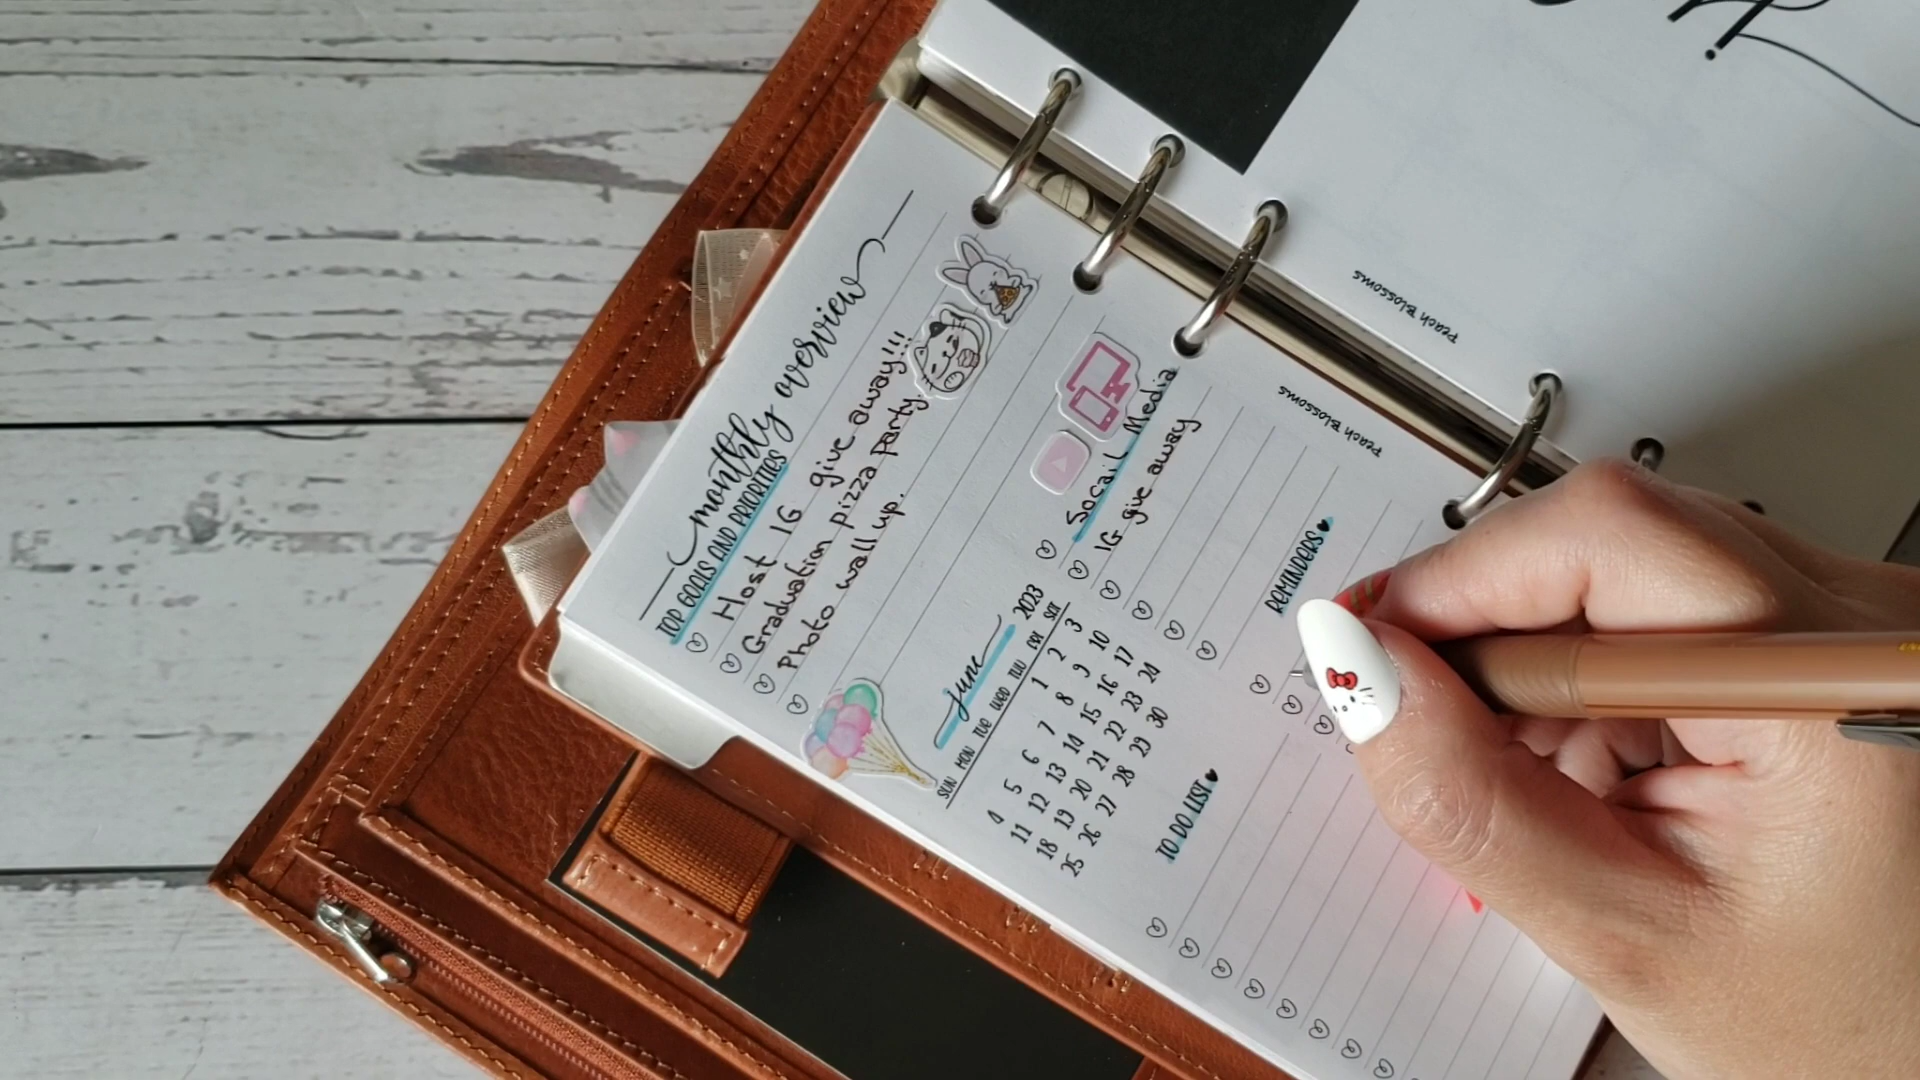 monthly overview
TOP GOALS AND PRIORITIES
Host IG give away!!!
Graduation pizza party.
Photo wall up.
june 2023
SUN MON TUE WED THU FRI SAT
1 2 3
4 5 6 7 8 9 10
11 12 13 14 15 16 17
18 19 20 21 22 23 24
25 26 27 28 29 30
Socail Media
IG give away
REMINDERS
TO DO LIST
Peach Blossoms
Peach Blossoms